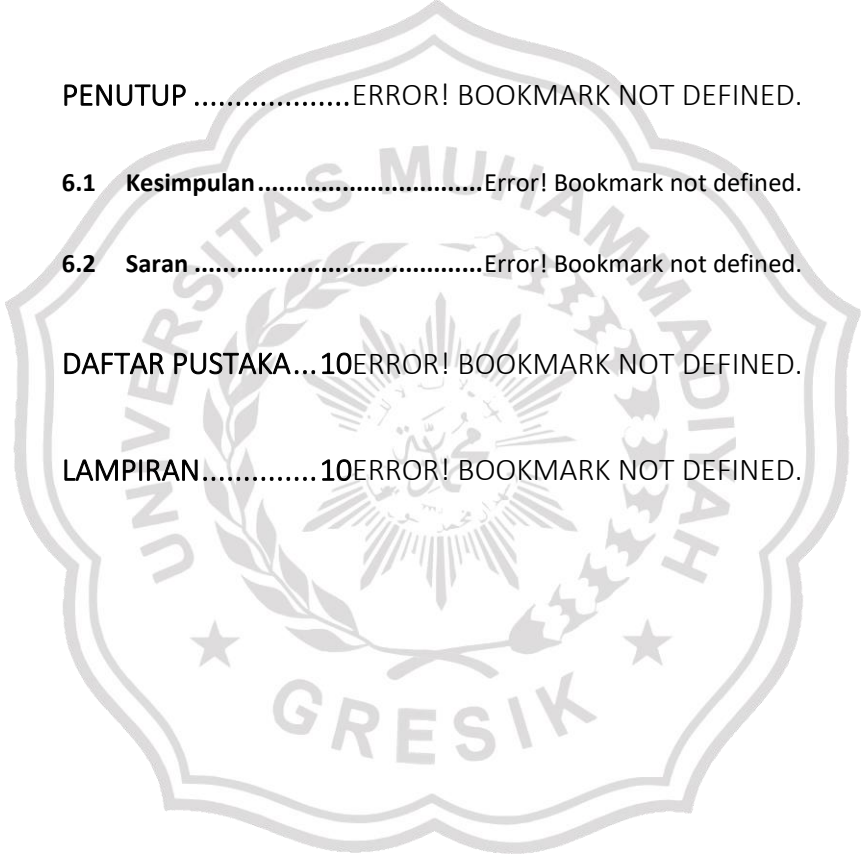 PENUTUP ...................ERROR! BOOKMARK NOT DEFINED.
6.1 Kesimpulan................................Error! Bookmark not defined.
6.2 Saran .........................................Error! Bookmark not defined.
DAFTAR PUSTAKA...10ERROR! BOOKMARK NOT DEFINED.
LAMPIRAN..............10ERROR! BOOKMARK NOT DEFINED.
UNIVERSITAS MUHAMMADIYAH
GRESIK